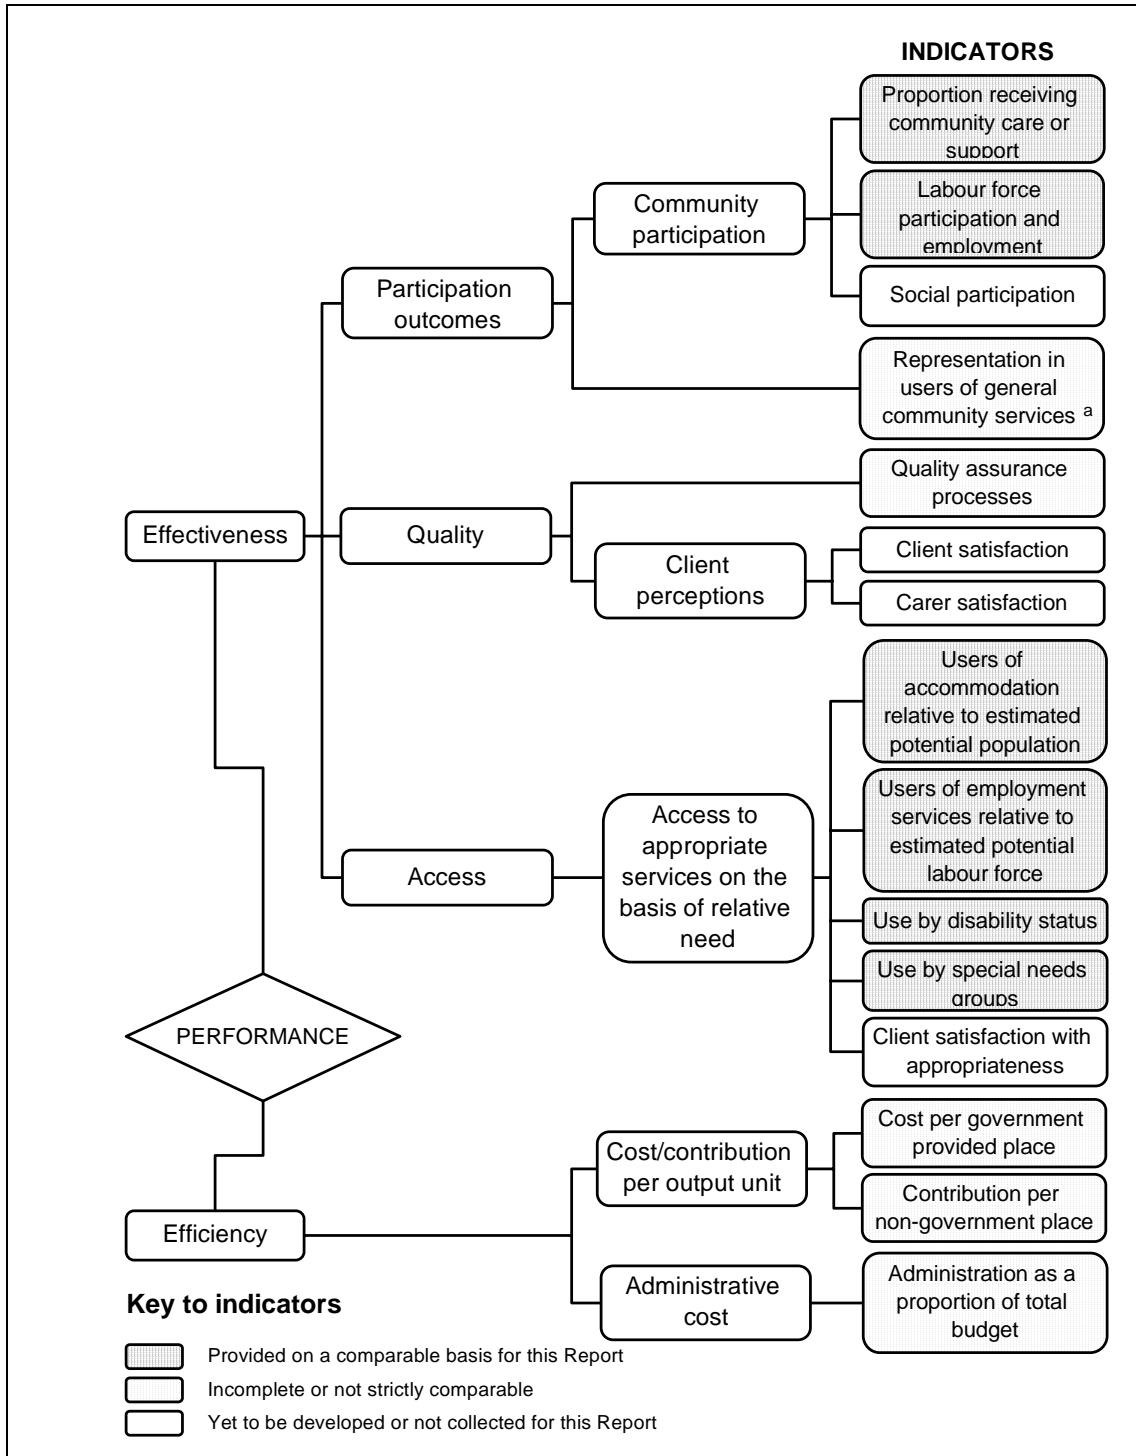 INDICATORS
Proportion receiving
community care or
support
Labour force
participation and
employment
Community
participation
Social participation
Participation
outcomes
Representation in
users of general
community services a
Quality assurance
processes
Effectiveness
Quality
Client
perceptions
Client satisfaction
Carer satisfaction
Users of
accommodation
relative to estimated
potential population
Users of employment
services relative to
estimated potential
labour force
Access
Access to
appropriate
services on the
basis of relative
need
Use by disability status
Use by special needs
groups
Client satisfaction with
appropriateness
PERFORMANCE
Cost/contribution
per output unit
Cost per government
provided place
Contribution per
non-government place
Efficiency
Administrative
cost
Administration as a
proportion of total
budget
Key to indicators
Provided on a comparable basis for this Report
Incomplete or not strictly comparable
Yet to be developed or not collected for this Report